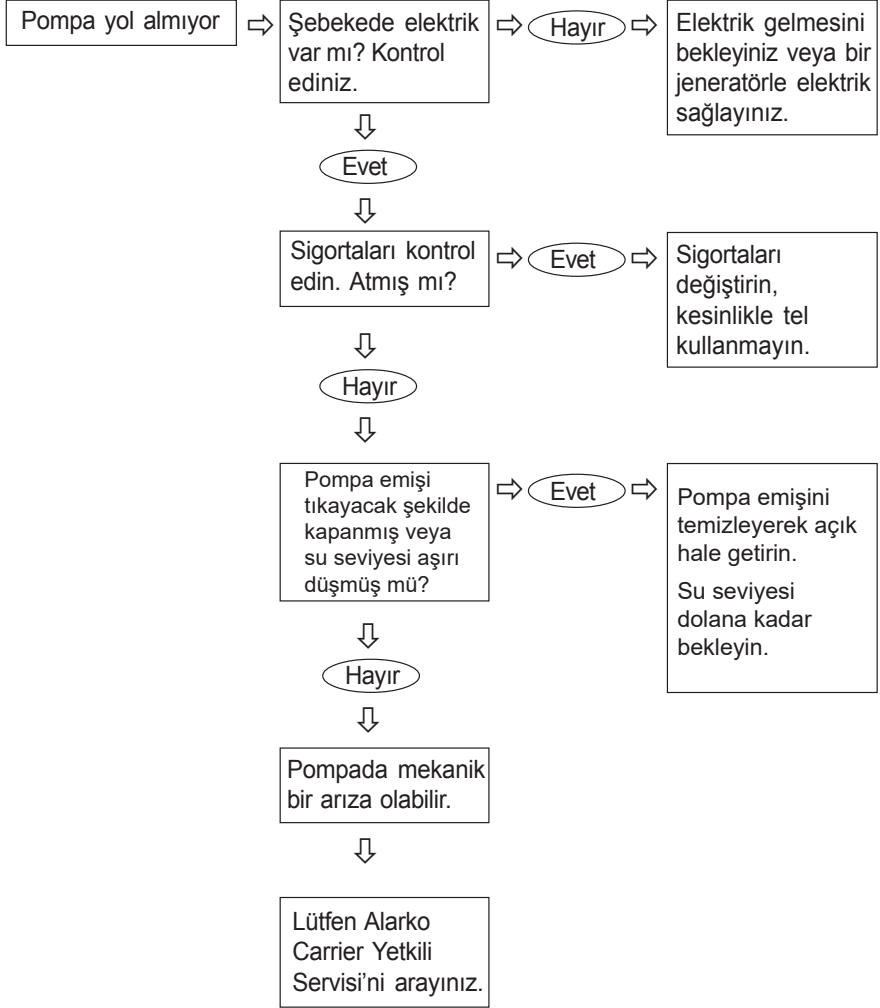 Pompa yol almıyor
Şebekede elektrik
var mı? Kontrol
ediniz.
Hayır
Elektrik gelmesini
bekleyiniz veya bir
jeneratörle elektrik
sağlayınız.
Evet
Sigortaları kontrol
edin. Atmış mı?
Evet
Sigortaları
değiştirin,
kesinlikle tel
kullanmayın.
Hayır
Pompa emişi
tıkayacak şekilde
kapanmış veya
su seviyesi aşırı
düşmüş mü?
Evet
Pompa emişini
temizleyerek açık
hale getirin.
Su seviyesi
dolana kadar
bekleyin.
Hayır
Pompada mekanik
bir arıza olabilir.
Lütfen Alarko
Carrier Yetkili
Servisi’ni arayınız.